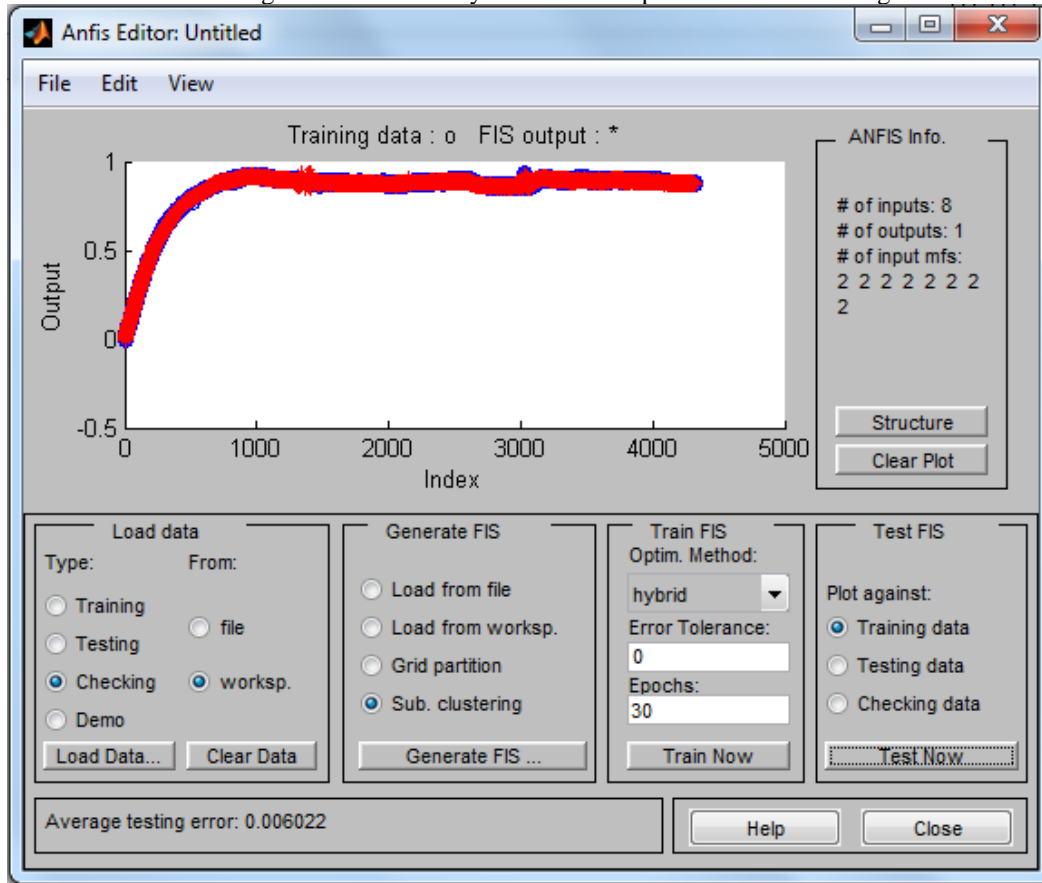 Anfis Editor: Untitled
File Edit View
Training data : o FIS output : *
1
0.5
0
-0.5
Output
0 1000 2000 3000 4000 5000
Index
ANFIS Info.
# of inputs: 8
# of outputs: 1
# of input mfs:
2 2 2 2 2 2 2
2
Structure
Clear Plot
Load data
Type: From:
Training
Testing
Checking
Demo
file
worksp.
Load Data... Clear Data
Generate FIS
Load from file
Load from worksp.
Grid partition
Sub. clustering
Generate FIS ...
Train FIS
Optim. Method:
hybrid
Error Tolerance:
0
Epochs:
30
Train Now
Test FIS
Plot against:
Training data
Testing data
Checking data
Test Now
Average testing error: 0.006022
Help Close